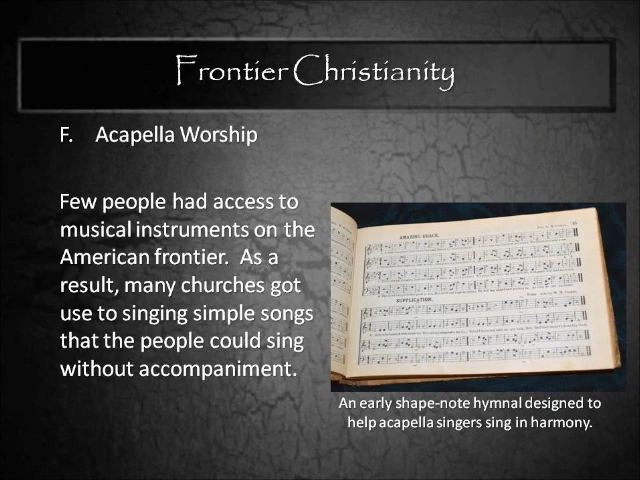 Frontier Christianity
F. Acapella Worship
Few people had access to
musical instruments on the
American frontier. As a
result, many churches got
use to singing simple songs
that the people could sing
without accompaniment.
AMAZING GRACE.
SUPPLICATION.
An early shape-note hymnal designed to
help acapella singers sing in harmony.